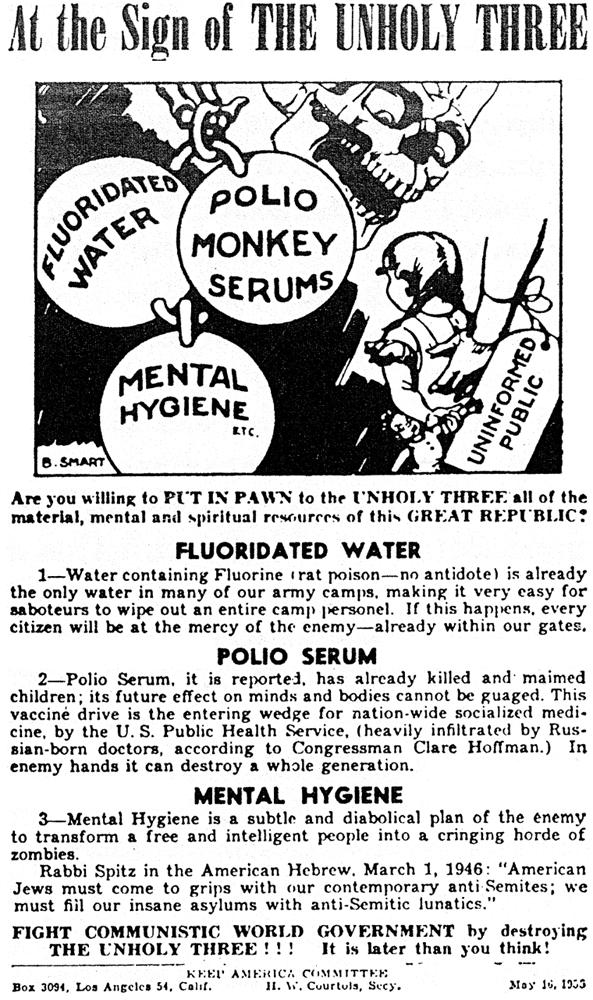 At the Sign of THE UNHOLY THREE
FLUORIDATED
WATER
POLIO
MONKEY
SERUMS
MENTAL
HYGIENE
ETC.
B. SMART
UNINFORMED
PUBLIC
Are you willing to PUT IN PAWN to the UNHOLY THREE all of the
material, mental and spiritual resources of this GREAT REPUBLIC?
FLUORIDATED WATER
1—Water containing Fluorine (rat poison—no antidote) is already
the only water in many of our army camps, making it very easy for
saboteurs to wipe out an entire camp personel. If this happens, every
citizen will be at the mercy of the enemy—already within our gates.
POLIO SERUM
2—Polio Serum, it is reported, has already killed and maimed
children; its future effect on minds and bodies cannot be guaged. This
vaccine drive is the entering wedge for nation-wide socialized medi-
cine, by the U. S. Public Health Service, (heavily infiltrated by Rus-
sian-born doctors, according to Congressman Clare Hoffman.) In
enemy hands it can destroy a whole generation.
MENTAL HYGIENE
3—Mental Hygiene is a subtle and diabolical plan of the enemy
to transform a free and intelligent people into a cringing horde of
zombies.
Rabbi Spitz in the American Hebrew, March 1, 1946: "American
Jews must come to grips with our contemporary anti-Semites; we
must fill our insane asylums with anti-Semitic lunatics."
FIGHT COMMUNISTIC WORLD GOVERNMENT by destroying
THE UNHOLY THREE ! ! ! It is later than you think!
KEEP AMERICA COMMITTEE
Box 3094, Los Angeles 54, Calif. H. W. Courtois, Secy. May 16, 1955